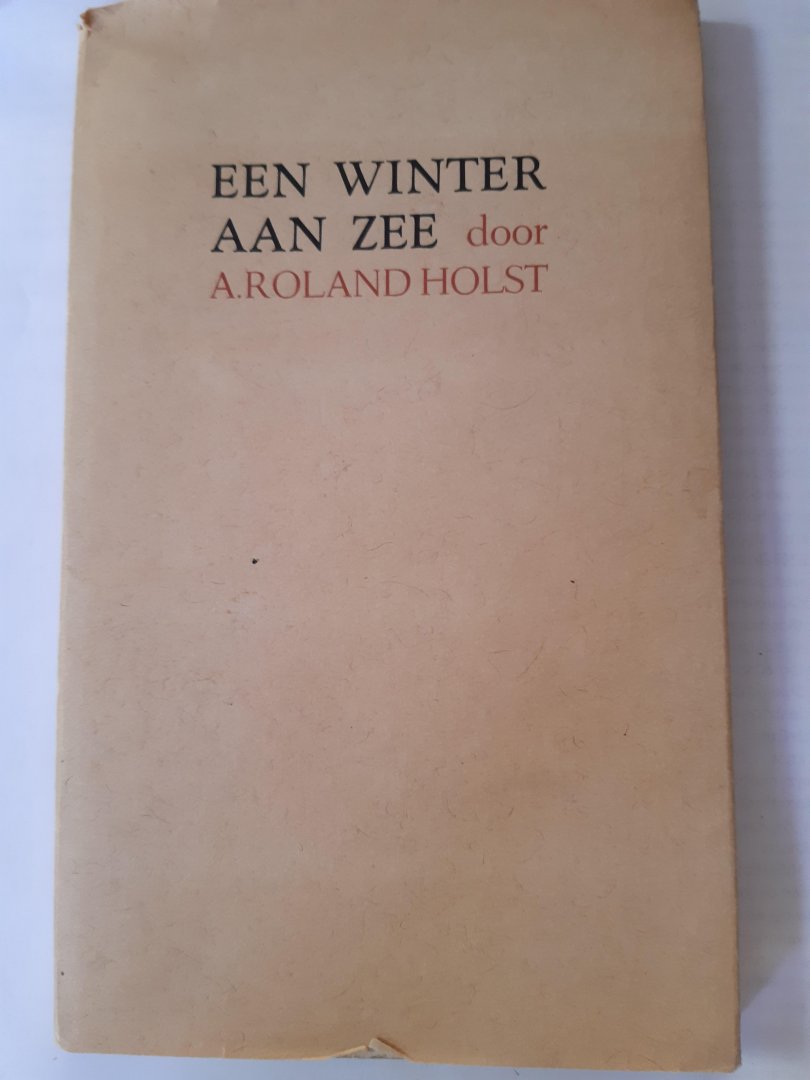 EEN WINTER
AAN ZEE door
A.ROLAND HOLST